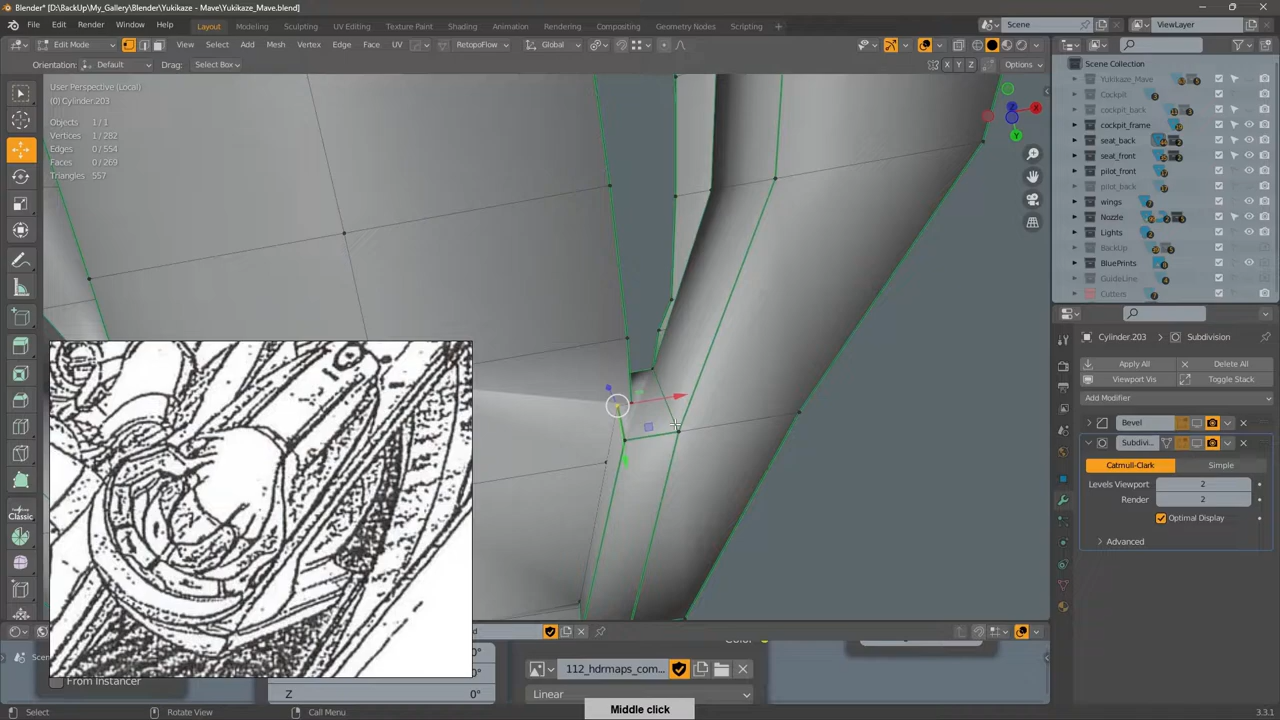 Blender* [D:\BackUp\My_Gallery\Blender\Yukikaze - Mave\Yukikaze_Mave.blend]
File Edit Render Window Help Layout Modeling Sculpting UV Editing Texture Paint Shading Animation Rendering Compositing Geometry Nodes Scripting + Scene ViewLayer
Edit Mode View Select Add Mesh Vertex Edge Face UV RetopoFlow Global
Orientation: Default Drag: Select Box X Y Z Options
User Perspective (Local)
(0) Cylinder.203
Objects 1/1
Vertices 1/282
Edges 0/554
Faces 0/269
Triangles 557
Classic
X
Y
Z
Scene Collection
Yukikaze_Mave
Cockpit
cockpit_back
cockpit_frame
seat_back
seat_front
pilot_front
pilot_back
wings
Nozzle
Lights
BackUp
BluePrints
GuideLine
Cutters
Cylinder.203 Subdivision
Apply All Delete All
Viewport Vis Toggle Stack
Add Modifier
Bevel
Subdivi...
Catmull-Clark Simple
Levels Viewport 2
Render 2
Optimal Display
Advanced
From Instancer
Z 0°
112_hdrmaps_com...
Linear
Middle click
Select Rotate View Call Menu 3.3.1